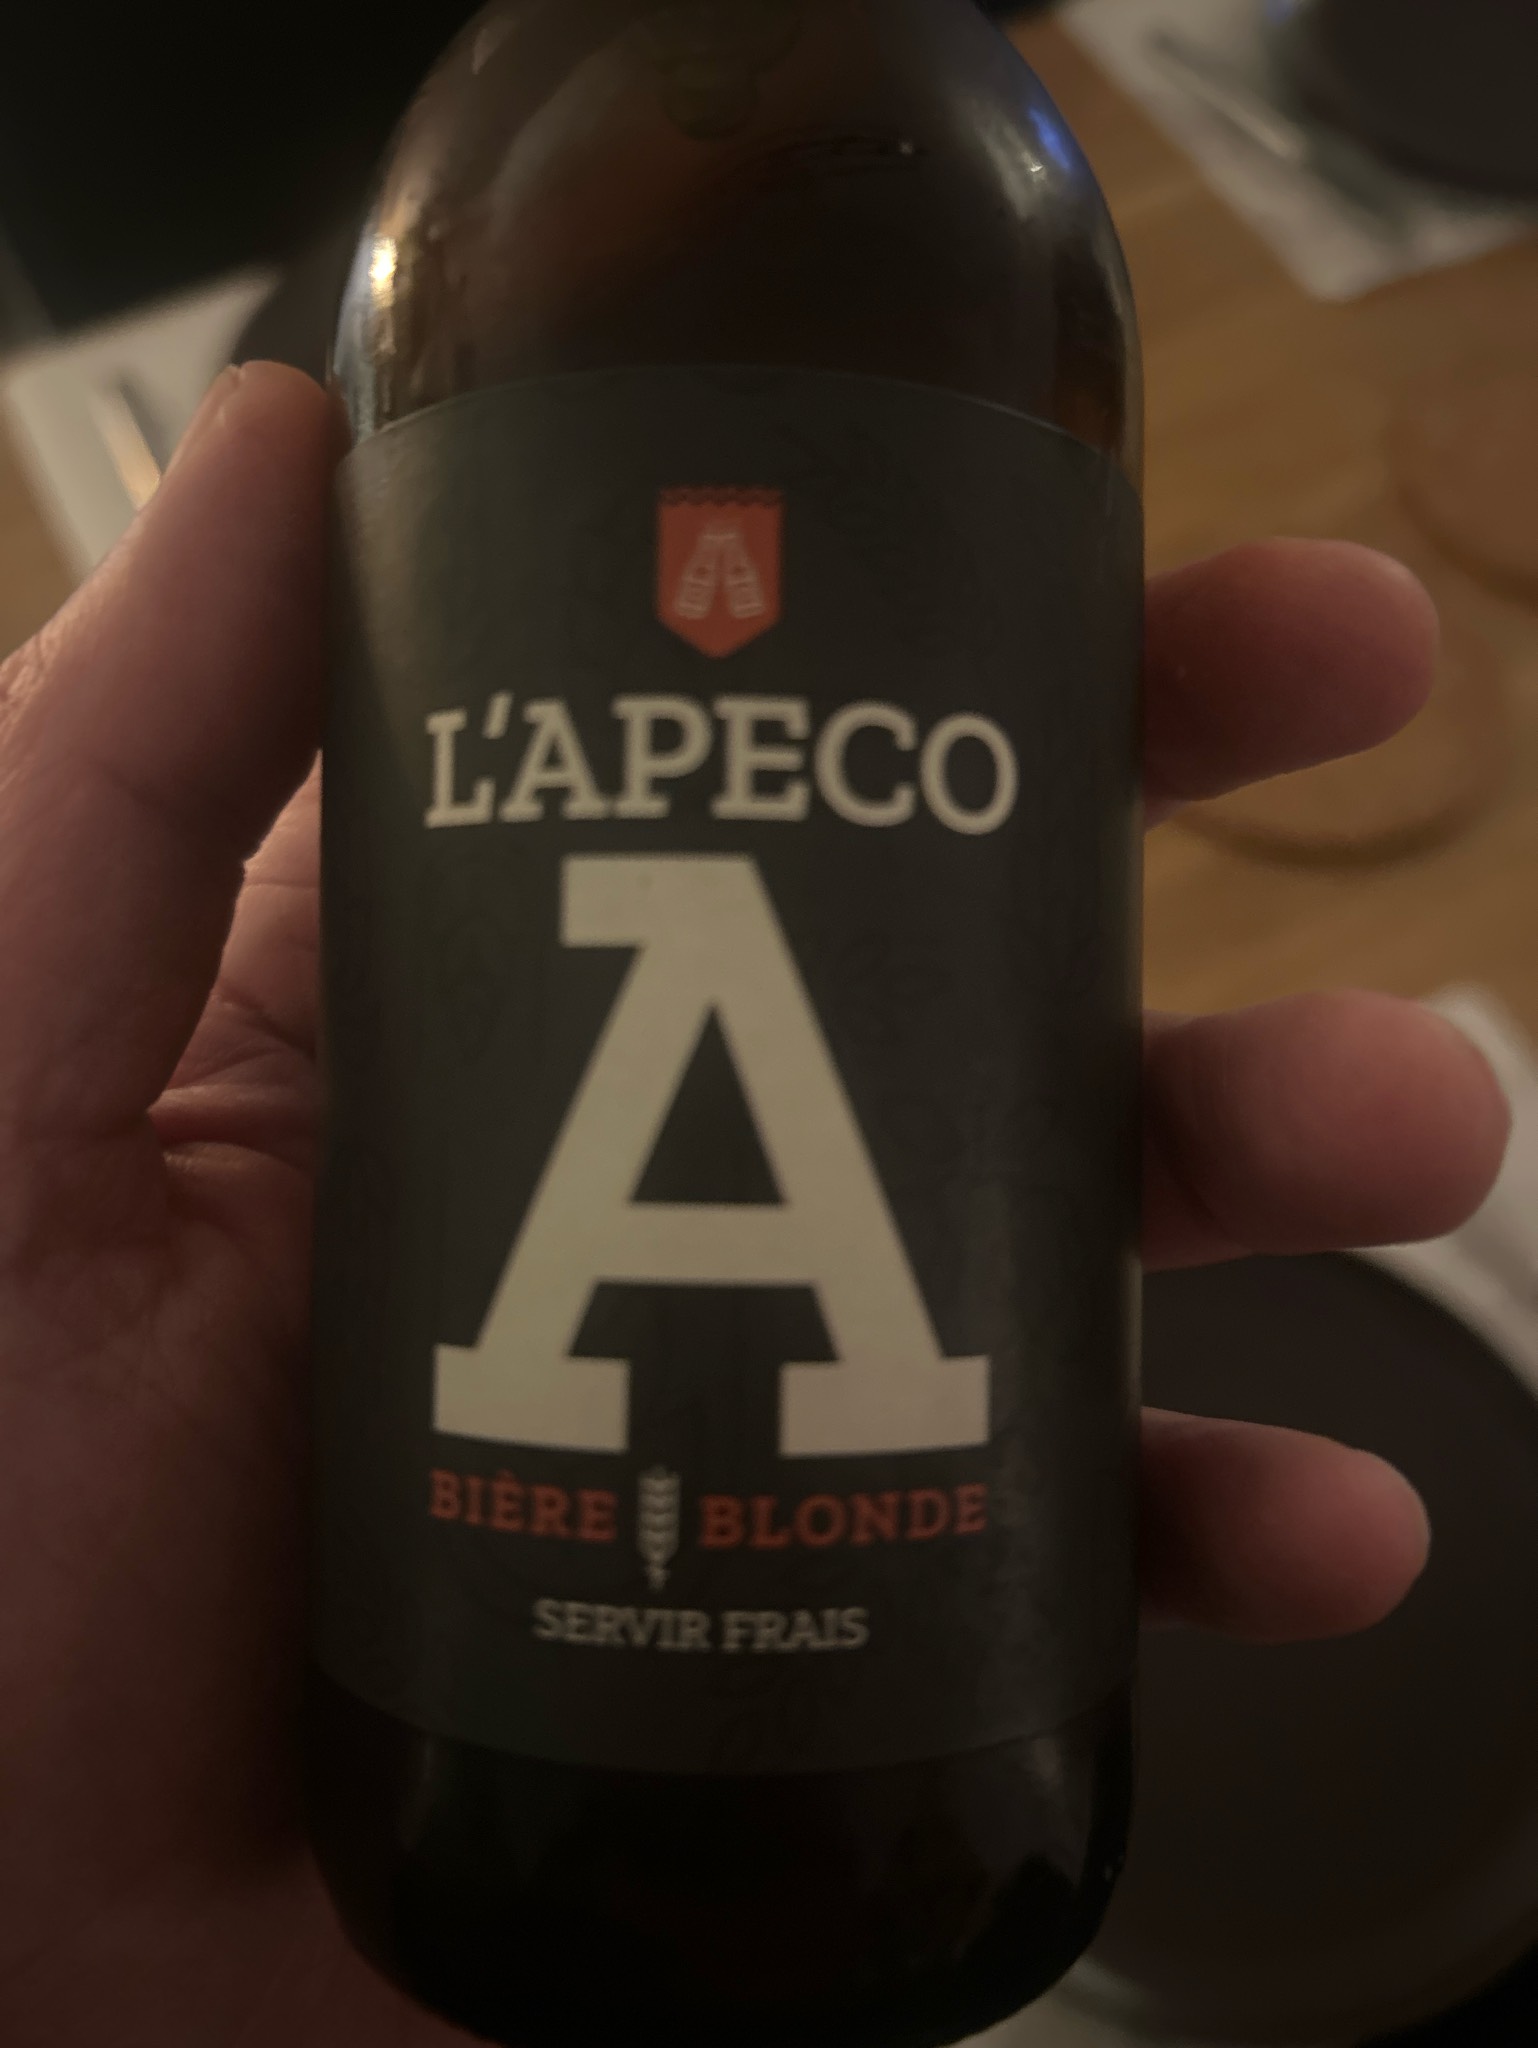 L'APECO
A
BIÈRE BLONDE
SERVIR FRAIS